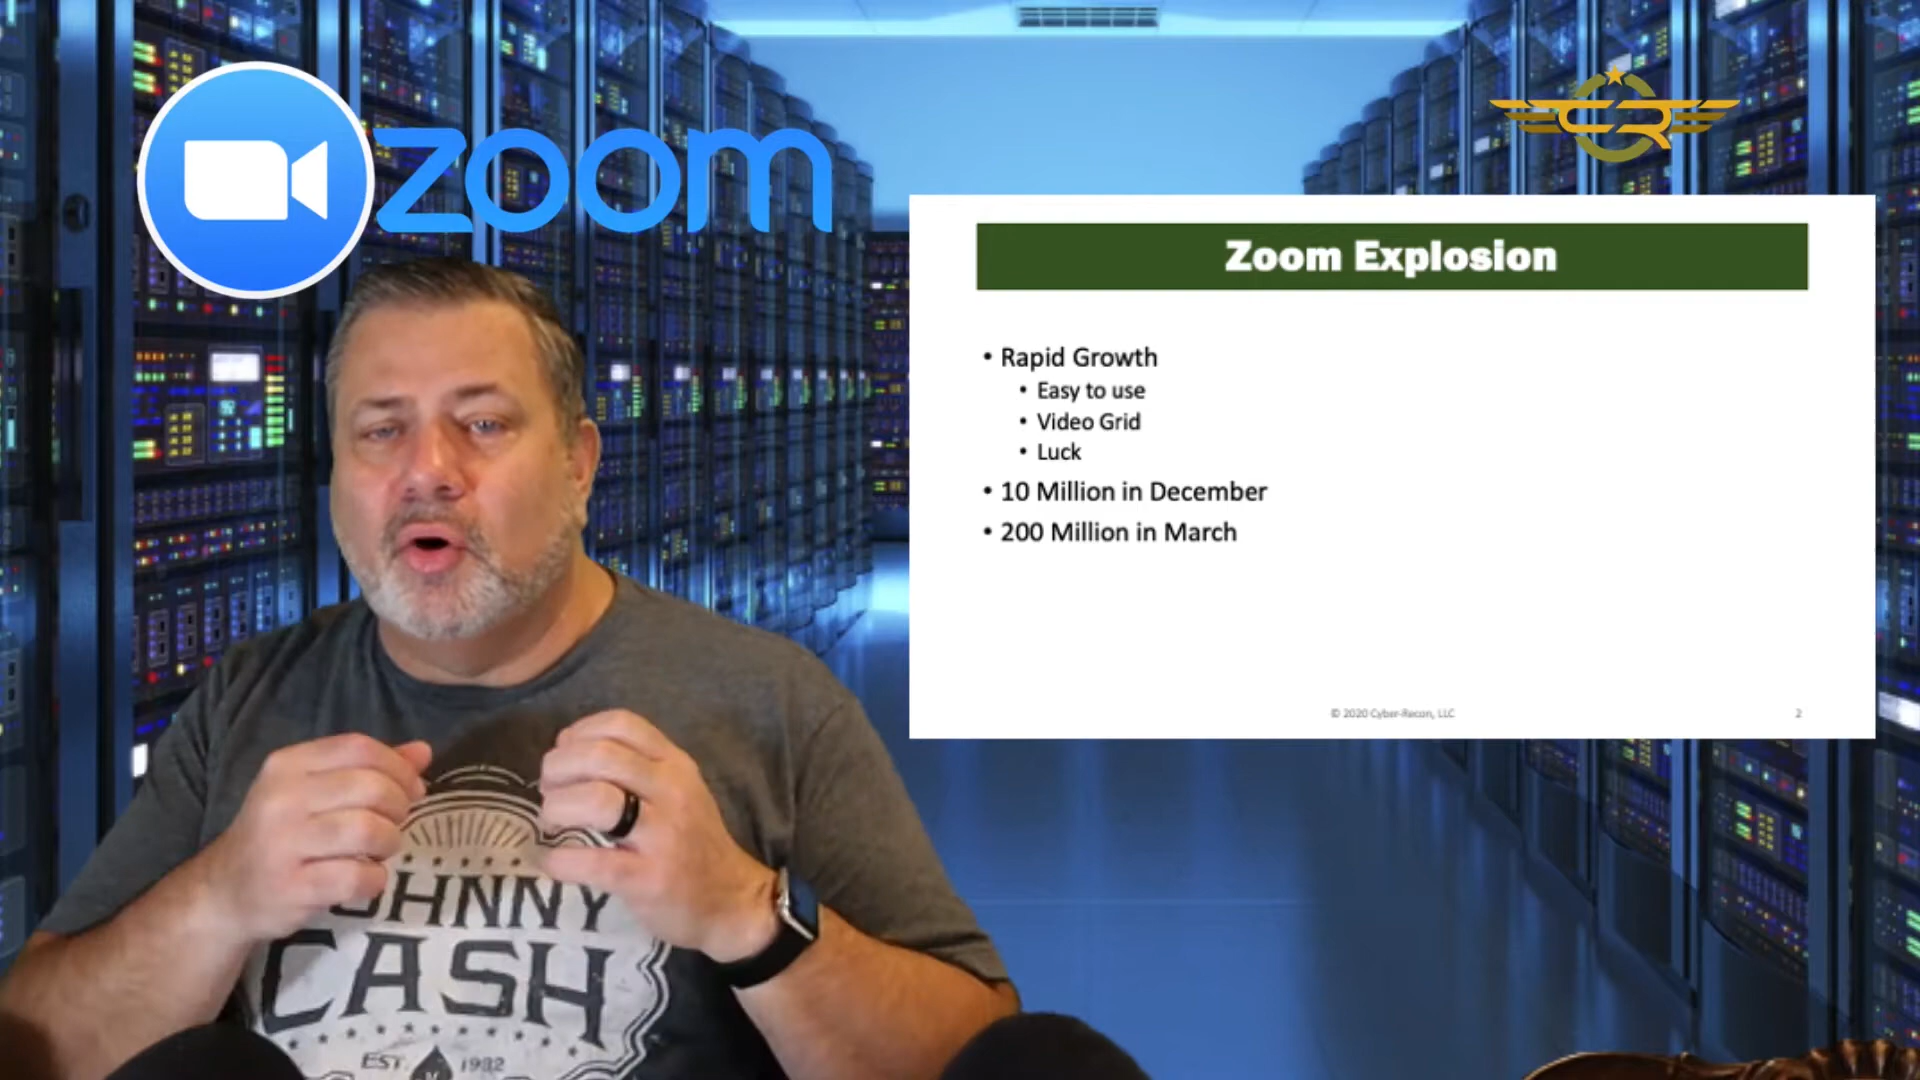 zoom
CR
Zoom Explosion
• Rapid Growth
• Easy to use
• Video Grid
• Luck
• 10 Million in December
• 200 Million in March
© 2020 Cyber-Recon, LLC
2
JOHNNY
CASH
EST. 1932